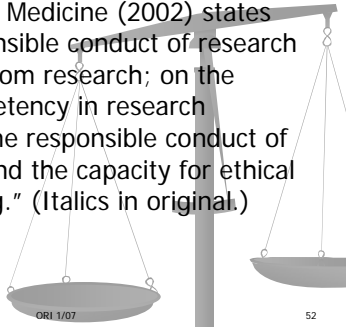 Medicine (2002) states
nsible conduct of research
om research; on the
etency in research
he responsible conduct of
nd the capacity for ethical
g." (Italics in original.)
ORI 1/07
52